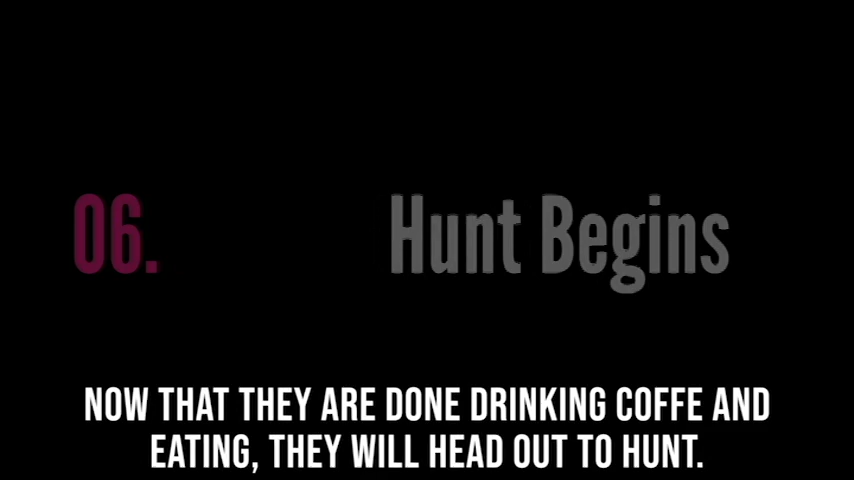 06. Hunt Begins
NOW THAT THEY ARE DONE DRINKING COFFE AND
EATING, THEY WILL HEAD OUT TO HUNT.